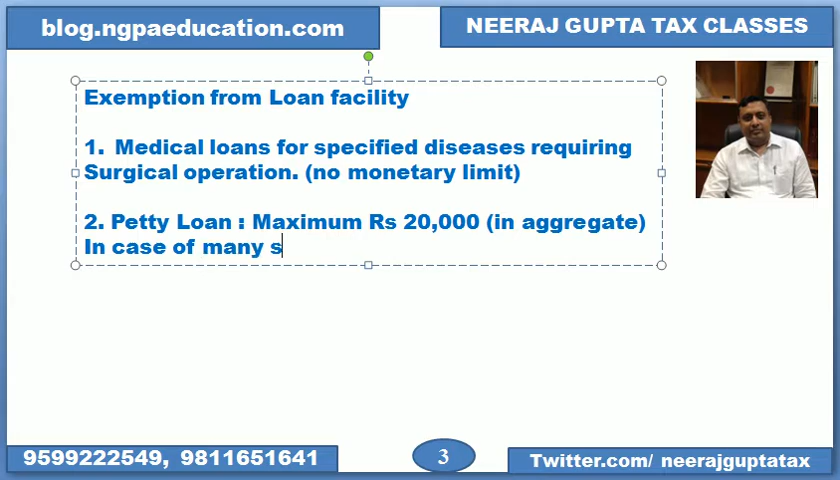 blog.ngpaeducation.com
NEERAJ GUPTA TAX CLASSES
Exemption from Loan facility
1. Medical loans for specified diseases requiring
Surgical operation. (no monetary limit)
2. Petty Loan : Maximum Rs 20,000 (in aggregate)
In case of many s
9599222549, 9811651641
3
Twitter.com/ neerajguptatax